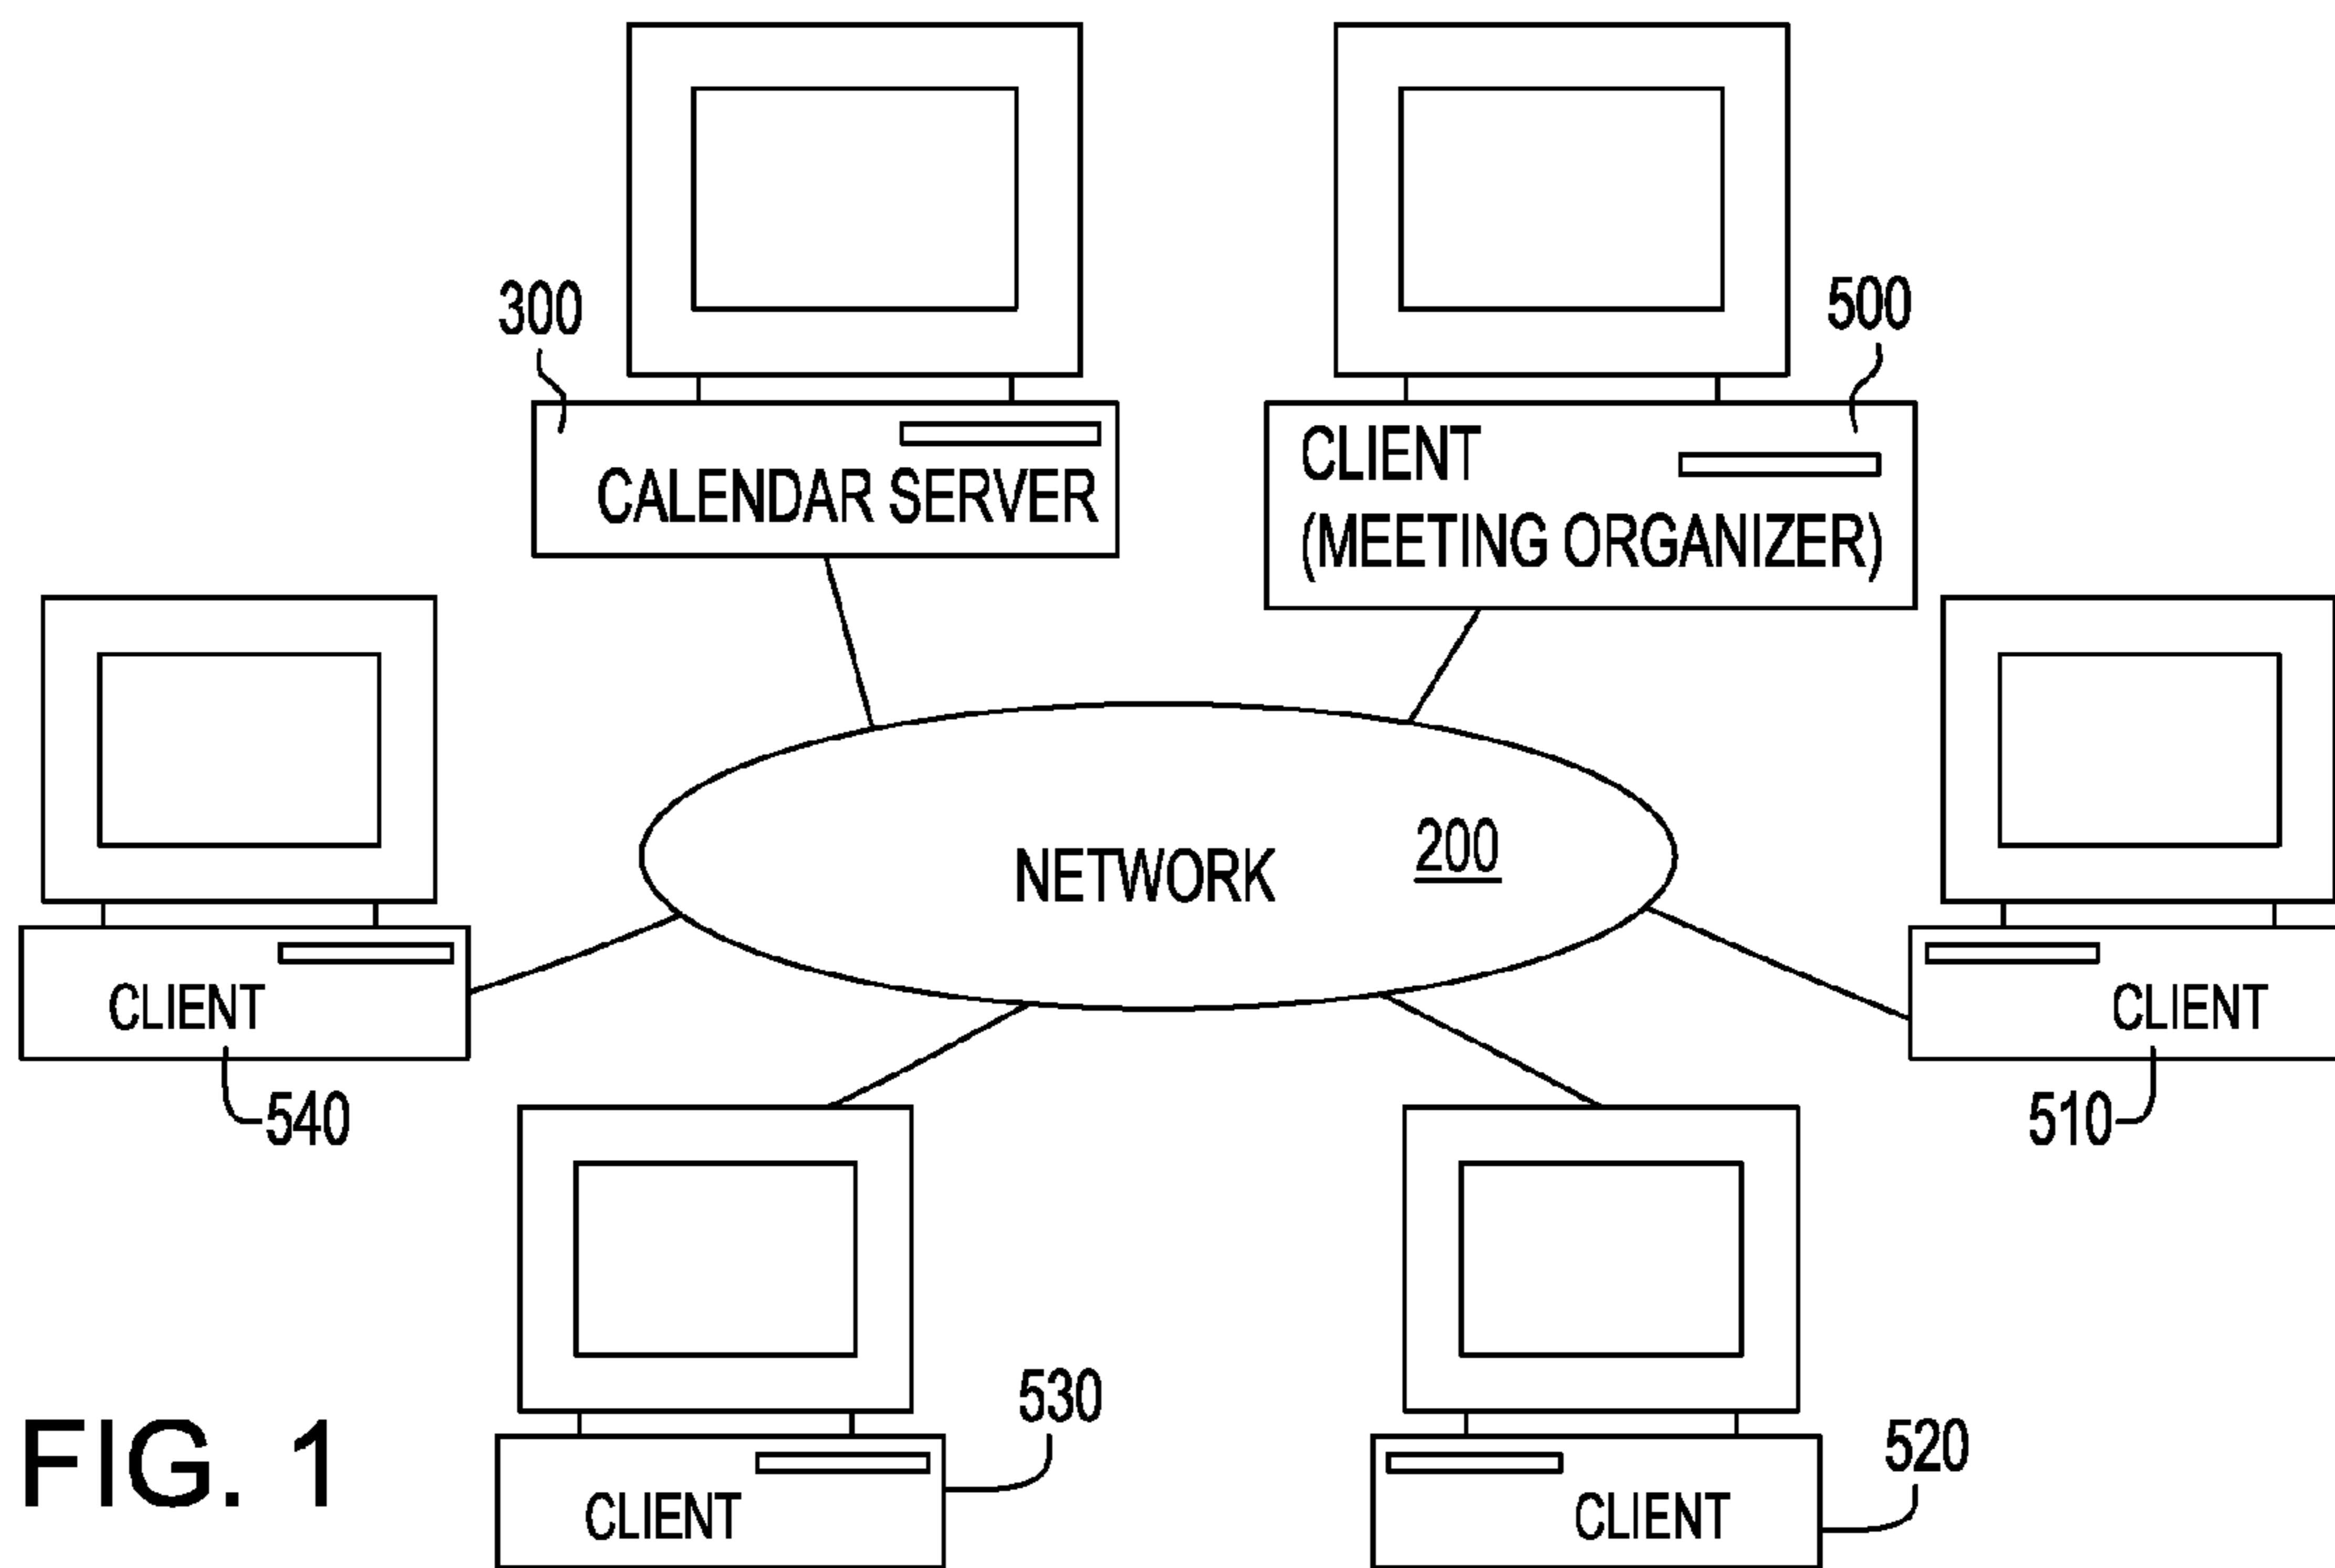 300
500
CALENDAR SERVER
CLIENT
(MEETING ORGANIZER)
NETWORK
200
CLIENT
540
CLIENT
510
CLIENT
530
CLIENT
520
FIG. 1